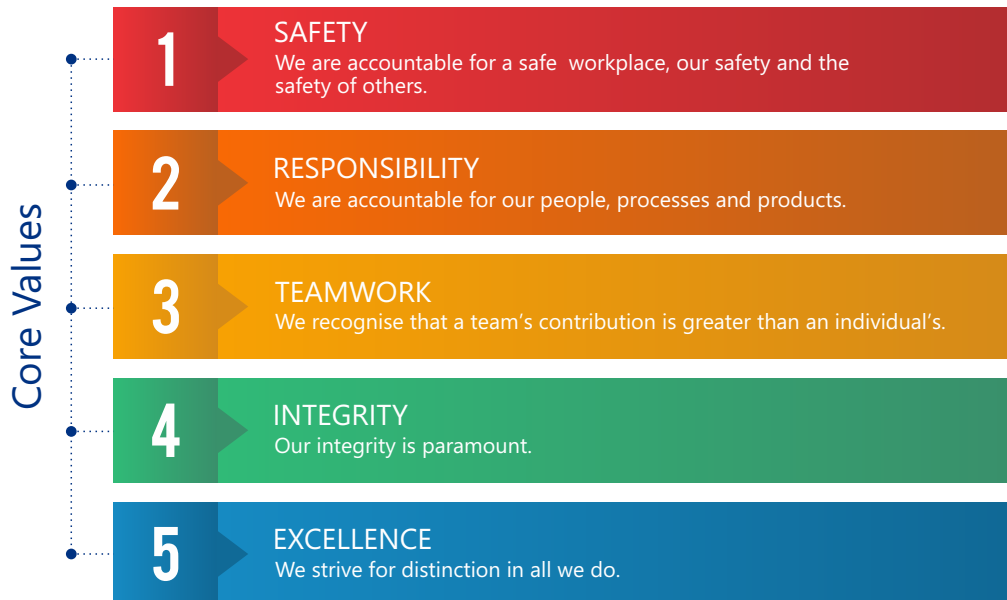 Core Values
1
SAFETY
We are accountable for a safe workplace, our safety and the
safety of others.
2
RESPONSIBILITY
We are accountable for our people, processes and products.
3
TEAMWORK
We recognise that a team’s contribution is greater than an individual’s.
4
INTEGRITY
Our integrity is paramount.
5
EXCELLENCE
We strive for distinction in all we do.